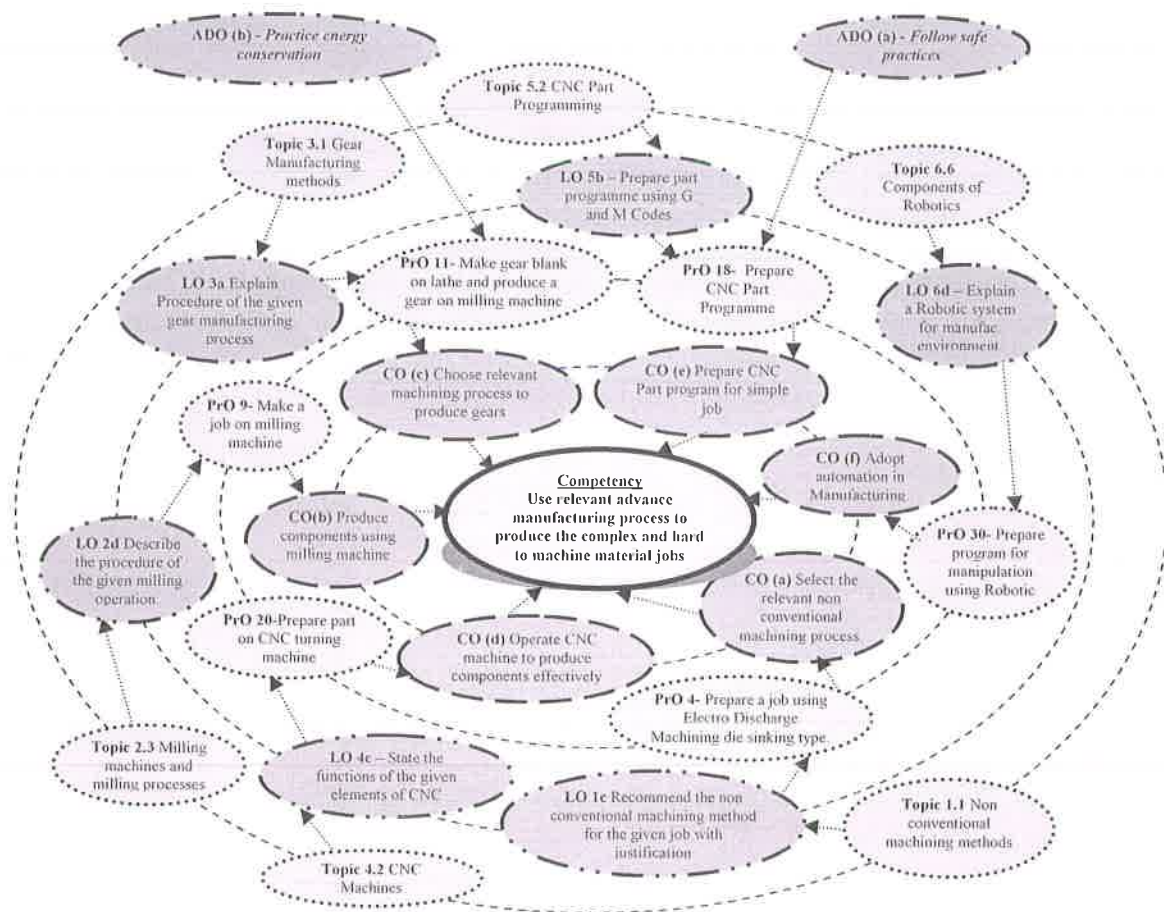 ADO (b) - Practice energy
conservation
ADO (a) - Follow safe
practices
Topic 5.2 CNC Part
Programming
Topic 3.1 Gear
Manufacturing
methods
LO 5b – Prepare part
programme using G
and M Codes
Topic 6.6
Components of
Robotics
LO 3a Explain
Procedure of the given
gear manufacturing
process
PrO 11- Make gear blank
on lathe and produce a
gear on milling machine
PrO 18- Prepare
CNC Part
Programme
LO 6d – Explain
a Robotic system
for manufac.
environment
CO (c) Choose relevant
machining process to
produce gears
CO (e) Prepare CNC
Part program for simple
job
PrO 9- Make a
job on milling
machine
CO (f) Adopt
automation in
Manufacturing
Competency
Use relevant advance
manufacturing process to
produce the complex and hard
to machine material jobs
CO(b) Produce
components using
milling machine
LO 2d Describe
the procedure of
the given milling
operation
PrO 30- Prepare
program for
manipulation
using Robotic
CO (a) Select the
relevant non
conventional
machining process
PrO 20-Prepare part
on CNC turning
machine
CO (d) Operate CNC
machine to produce
components effectively
PrO 4- Prepare a job using
Electro Discharge
Machining die sinking type.
Topic 2.3 Milling
machines and
milling processes
LO 4c – State the
functions of the given
elements of CNC
LO 1c Recommend the non
conventional machining method
for the given job with
justification
Topic 1.1 Non
conventional
machining methods
Topic 4.2 CNC
Machines